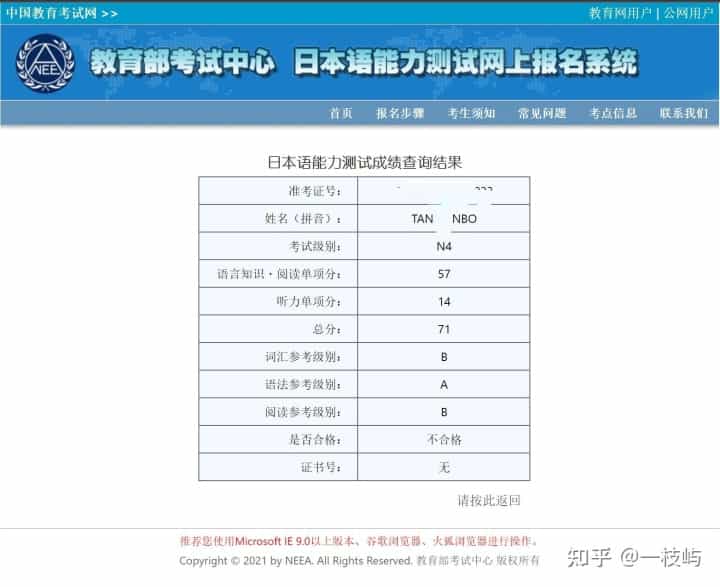 中国教育考试网 >> 教育网用户 | 公网用户
NEEA 教育部考试中心 日本语能力测试网上报名系统
首页 报名步骤 考生须知 常见问题 考点信息 联系我们
日本语能力测试成绩查询结果
准考证号：
姓名（拼音）： TAN NBO
考试级别： N4
语言知识·阅读单项分： 57
听力单项分： 14
总分： 71
词汇参考级别： B
语法参考级别： A
阅读参考级别： B
是否合格： 不合格
证书号： 无
请按此返回
推荐您使用Microsoft IE 9.0以上版本、谷歌浏览器、火狐浏览器进行操作。
Copyright © 2021 by NEEA. All Rights Reserved. 教育部考试中心 版权所有
知乎 @一枝屿